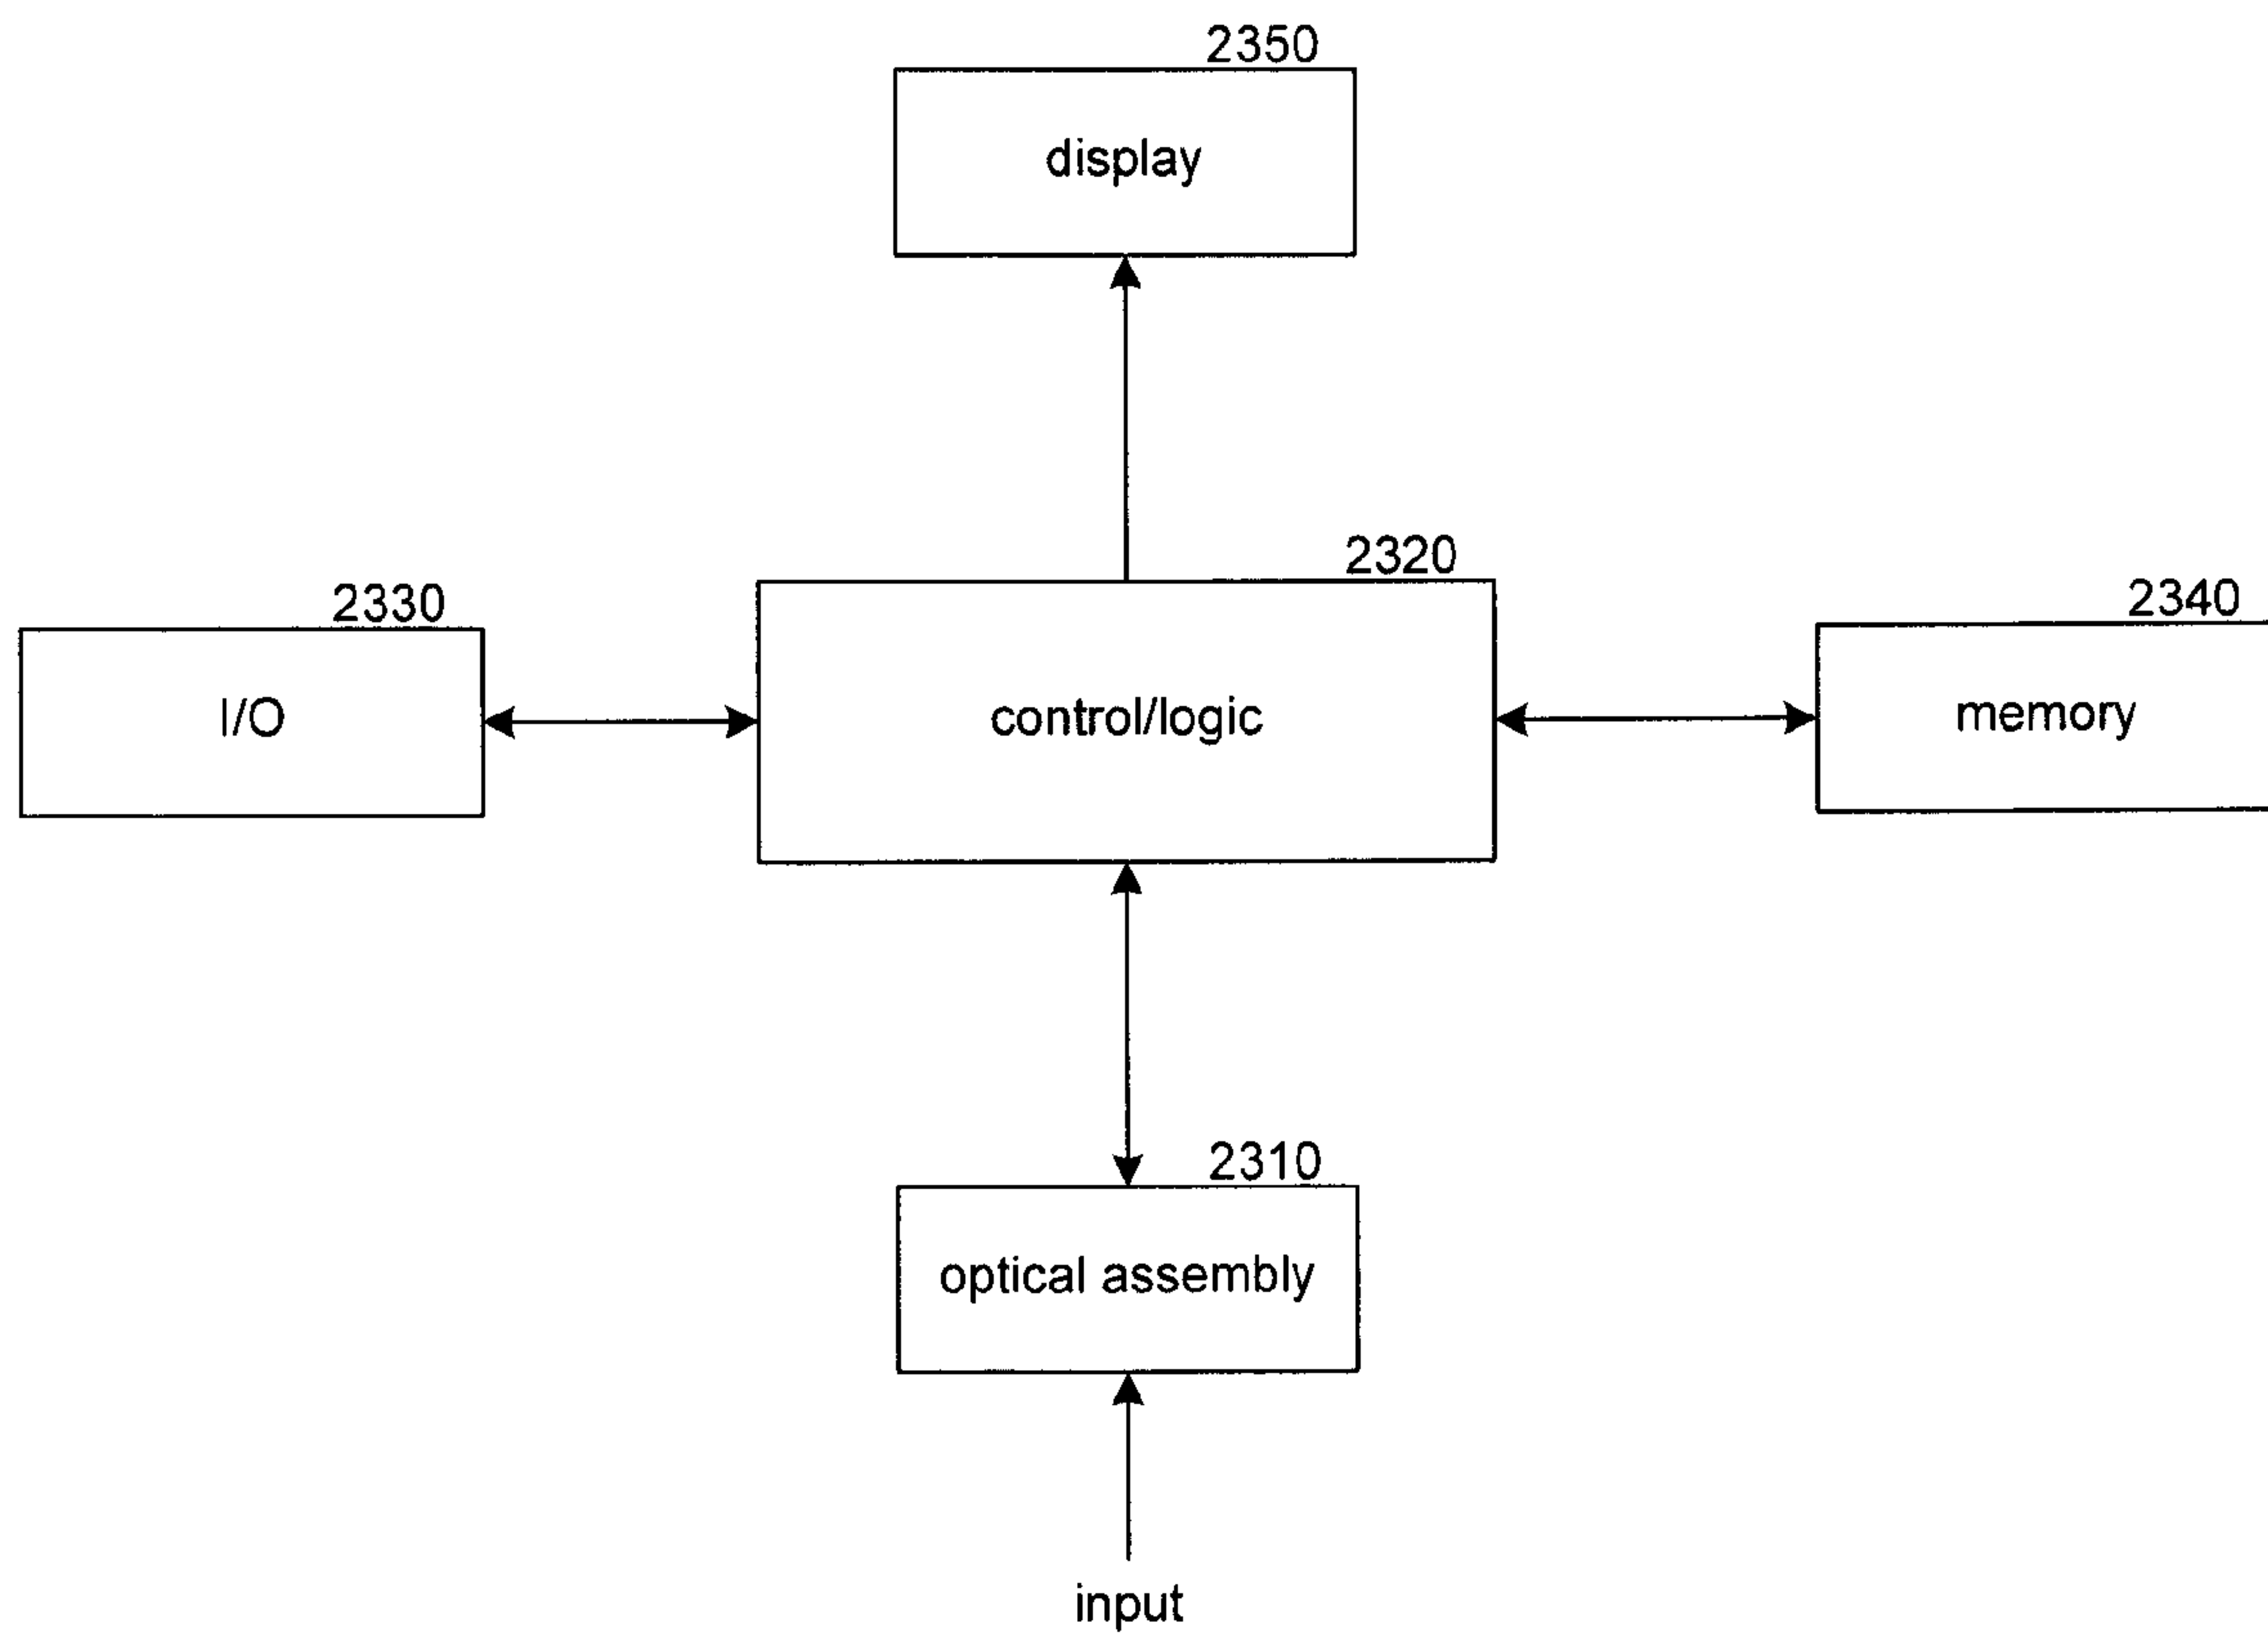 2350
display
2320
2330
2340
I/O
control/logic
memory
2310
optical assembly
input